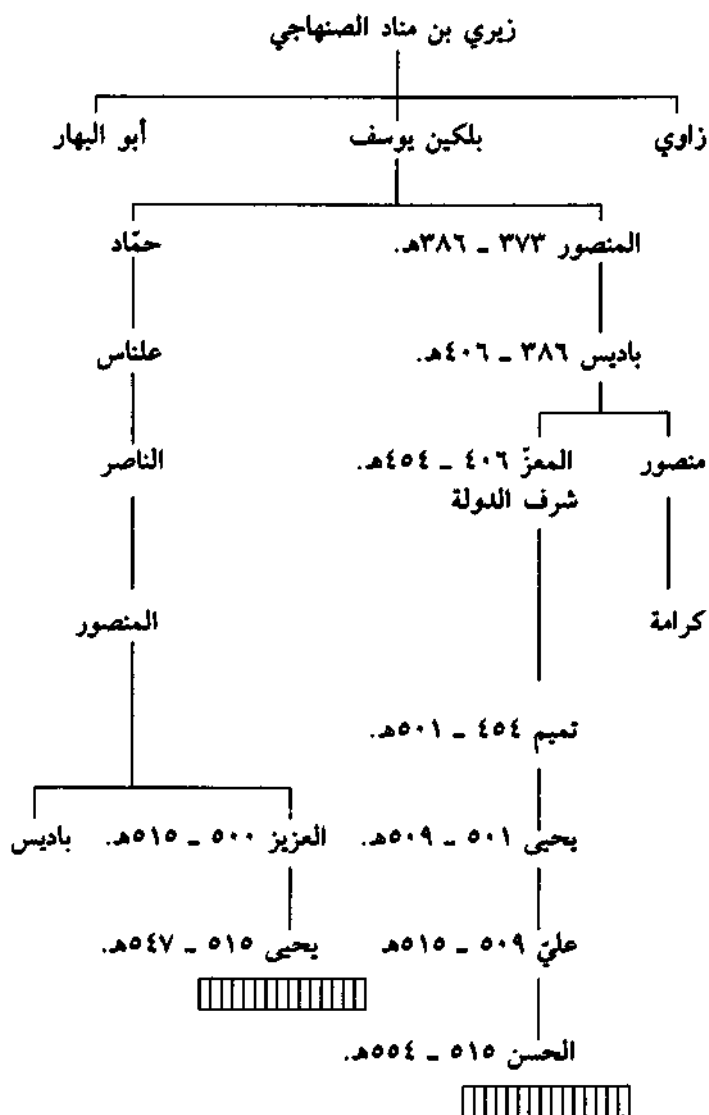 زيري بن مناد الصنهاجي
زاوي بلكين يوسف أبو البهار
المنصور ٣٧٣ - ٣٨٦هـ. حمّاد
باديس ٣٨٦ - ٤٠٦هـ. علناس
منصور المعزّ ٤٠٦ - ٤٥٤هـ. الناصر
شرف الدولة
كرامة المنصور
تميم ٤٥٤ - ٥٠١هـ.
يحيى ٥٠١ - ٥٠٩هـ. العزيز ٥٠٠ - ٥١٥هـ. باديس
عليّ ٥٠٩ - ٥١٥هـ يحيى ٥١٥ - ٥٤٧هـ.
الحسن ٥١٥ - ٥٥٤هـ.